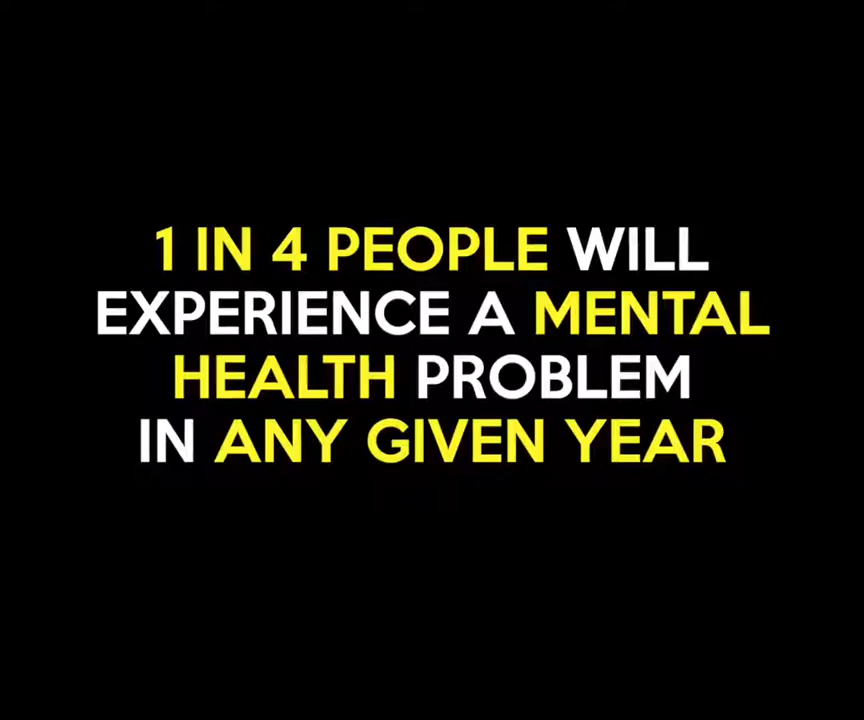 1 IN 4 PEOPLE WILL
EXPERIENCE A MENTAL
HEALTH PROBLEM
IN ANY GIVEN YEAR